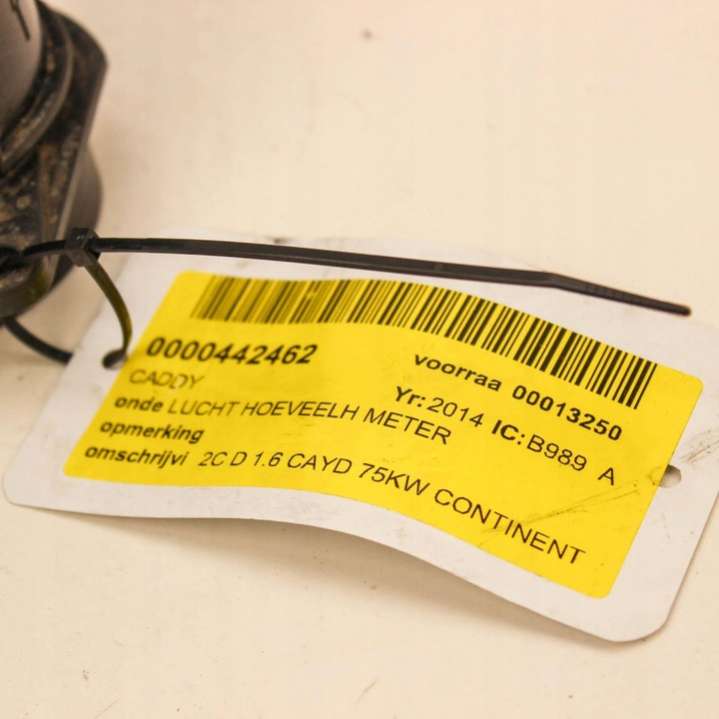 0000442462 voorraa 00013250
CADDY Yr: 2014 IC: B989 A
onde LUCHT HOEVEELH METER
opmerking
omschrijvi 2C D 1.6 CAYD 75KW CONTINENT